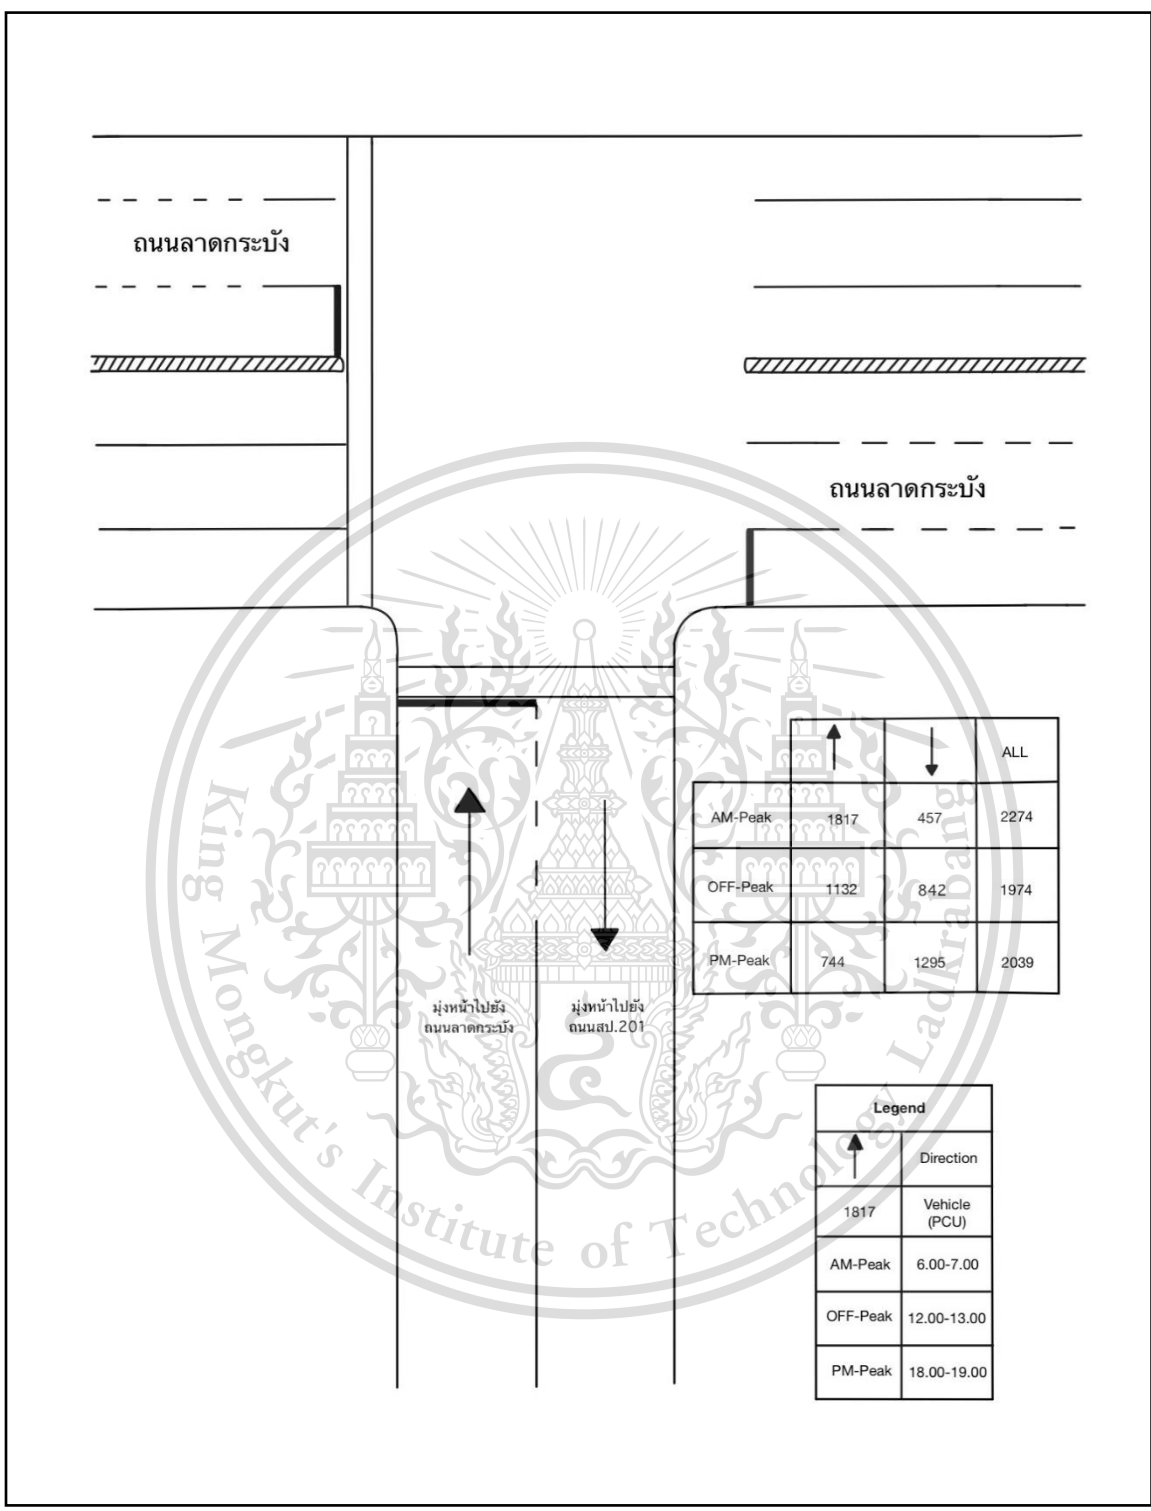 ถนนลาดกระบัง
ถนนลาดกระบัง
ALL
AM-Peak 1817 457 2274
OFF-Peak 1132 842 1974
PM-Peak 744 1295 2039
มุ่งหน้าไปยัง
ถนนลาดกระบัง
มุ่งหน้าไปยัง
ถนนสป.201
Legend
Direction
1817 Vehicle
(PCU)
AM-Peak 6.00-7.00
OFF-Peak 12.00-13.00
PM-Peak 18.00-19.00
King Mongkut's Institute of Technology Ladkrabang